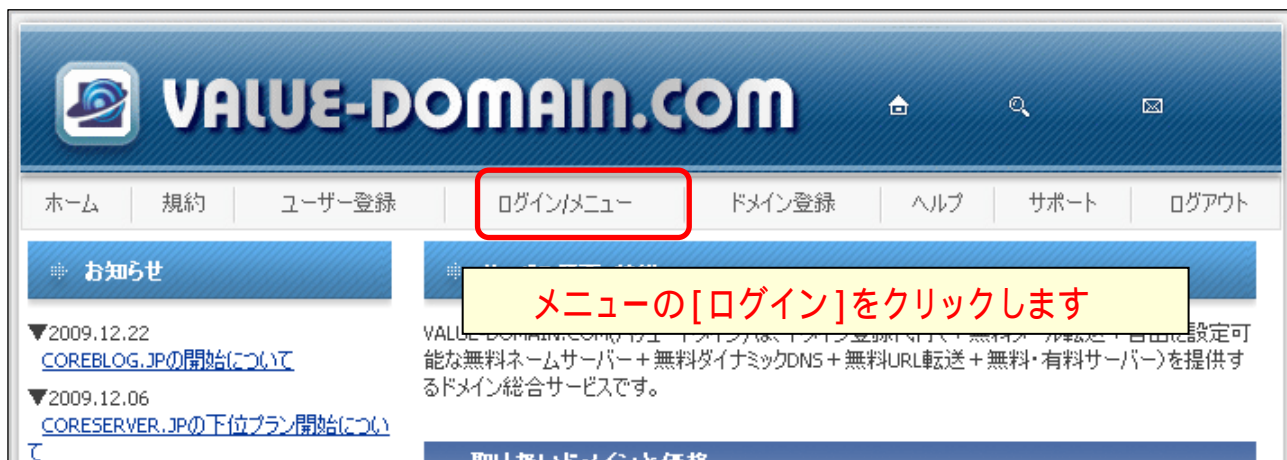 VALUE-DOMAIN.COM
ホーム
規約
ユーザー登録
ログイン/メニュー
ドメイン登録
ヘルプ
サポート
ログアウト
お知らせ
メニューの[ログイン]をクリックします
▼2009.12.22
COREBLOG.JPの開始について
▼2009.12.06
CORESERVER.JPの下位プラン開始につい
て
能な無料ネームサーバー＋無料ダイナミックDNS＋無料URL転送＋無料・有料サーバー）を提供す
るドメイン総合サービスです。